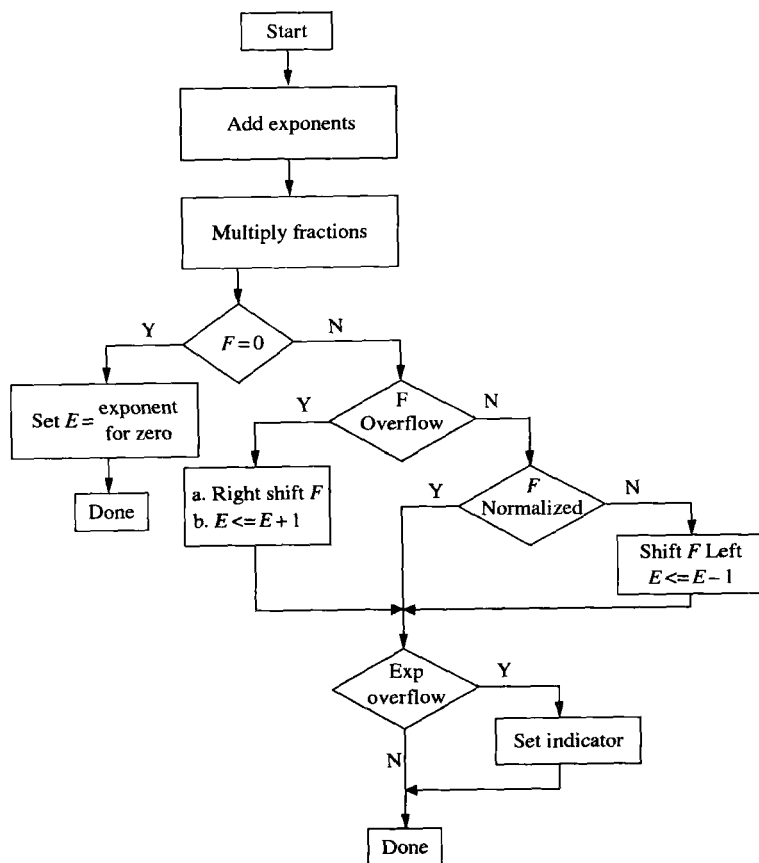 Start
Add exponents
Multiply fractions
Y
N
F = 0
Set E = exponent
for zero
Done
Y
F
Overflow
N
a. Right shift F
b. E <= E + 1
Y
F
Normalized
N
Shift F Left
E <= E − 1
Exp
overflow
Y
Set indicator
N
Done